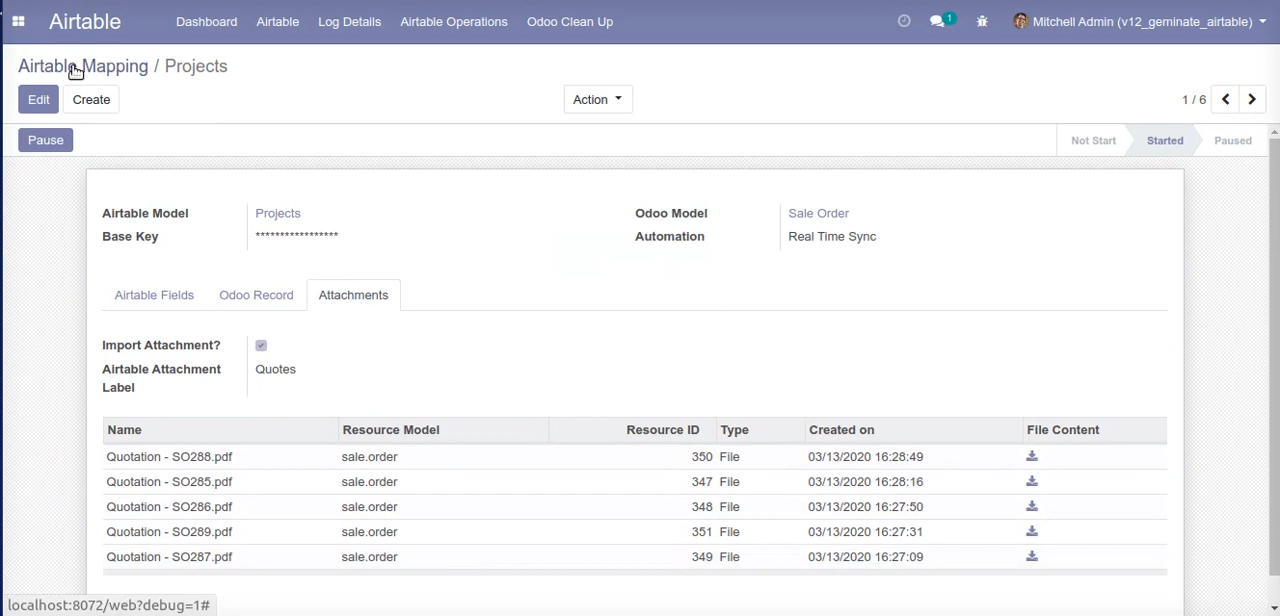 Airtable Dashboard Airtable Log Details Airtable Operations Odoo Clean Up 1 Mitchell Admin (v12_geminate_airtable)
Airtable Mapping / Projects
Edit Create Action 1 / 6
Pause Not Start Started Paused
Airtable Model Projects Odoo Model Sale Order
Base Key ***************** Automation Real Time Sync
Airtable Fields Odoo Record Attachments
Import Attachment?
Airtable Attachment Quotes
Label
Name Resource Model Resource ID Type Created on File Content
Quotation - SO288.pdf sale.order 350 File 03/13/2020 16:28:49
Quotation - SO285.pdf sale.order 347 File 03/13/2020 16:28:16
Quotation - SO286.pdf sale.order 348 File 03/13/2020 16:27:50
Quotation - SO289.pdf sale.order 351 File 03/13/2020 16:27:31
Quotation - SO287.pdf sale.order 349 File 03/13/2020 16:27:09
localhost:8072/web?debug=1#